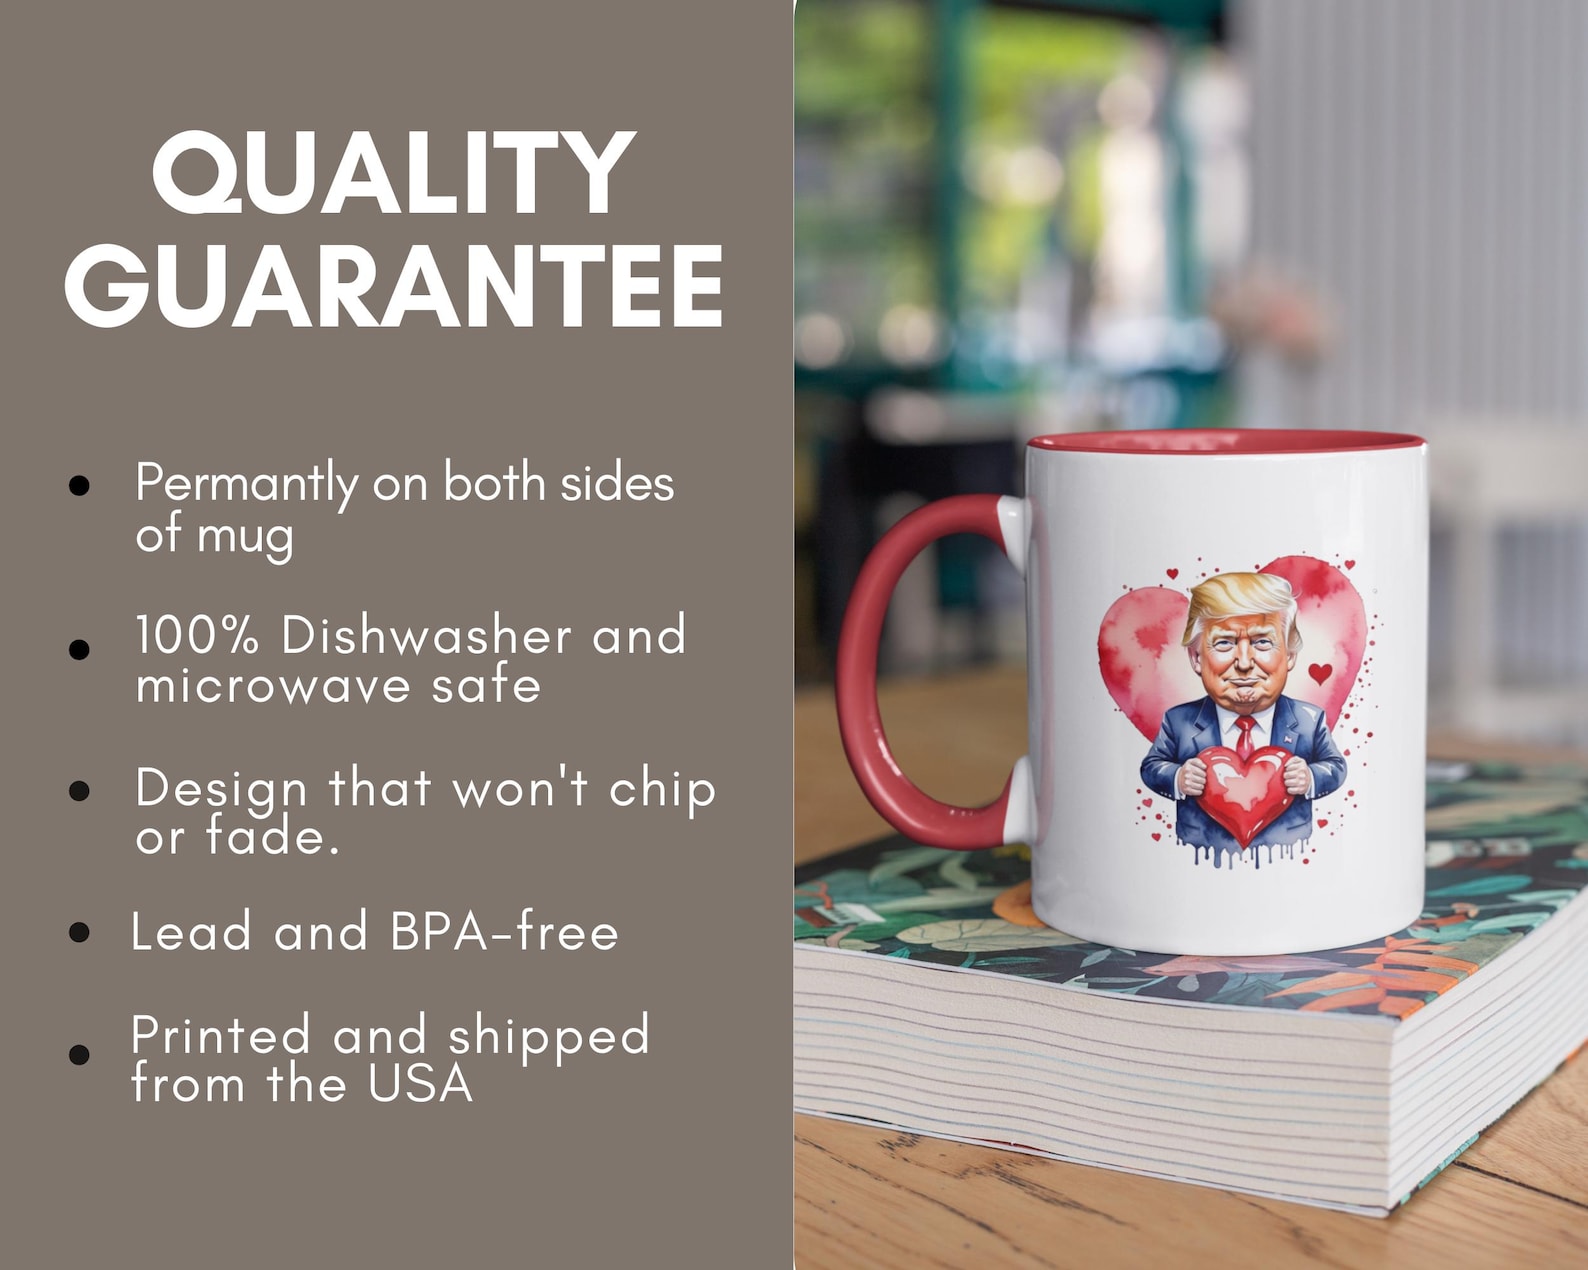 QUALITY
GUARANTEE
Permantly on both sides
of mug
100% Dishwasher and
microwave safe
Design that won't chip
or fade.
Lead and BPA-free
Printed and shipped
from the USA